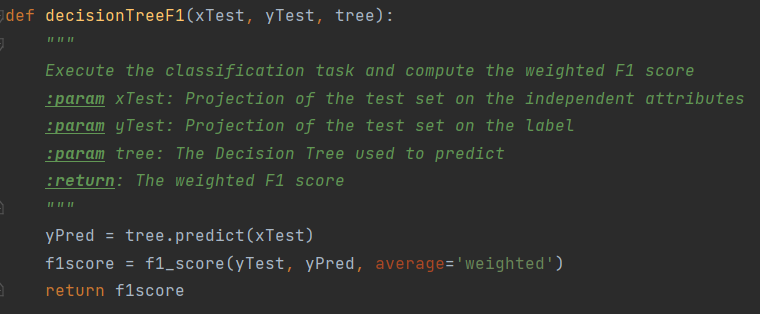 def decisionTreeF1(xTest, yTest, tree):
    """
    Execute the classification task and compute the weighted F1 score
    :param xTest: Projection of the test set on the independent attributes
    :param yTest: Projection of the test set on the label
    :param tree: The Decision Tree used to predict
    :return: The weighted F1 score
    """
    yPred = tree.predict(xTest)
    f1score = f1_score(yTest, yPred, average='weighted')
    return f1score